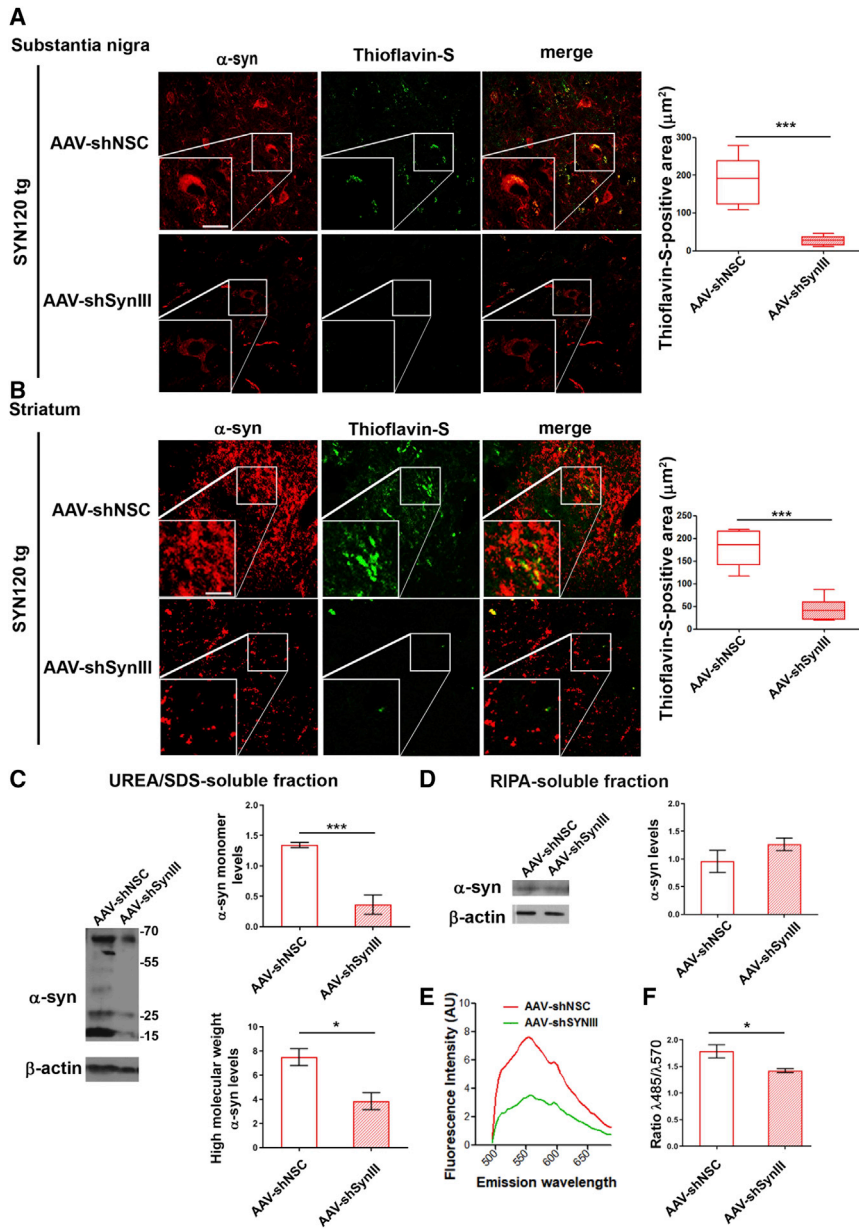 A
Substantia nigra
α-syn
Thioflavin-S
merge
SYN120 tg
AAV-shNSC
AAV-shSynIII
Thioflavin-S-positive area (µm²)
300
200
100
0
***
AAV-shNSC
AAV-shSynIII
B
Striatum
α-syn
Thioflavin-S
merge
SYN120 tg
AAV-shNSC
AAV-shSynIII
Thioflavin-S-positive area (µm²)
250
200
150
100
50
0
***
AAV-shNSC
AAV-shSynIII
C
UREA/SDS-soluble fraction
AAV-shNSC
AAV-shSynIII
-70
-55
-25
-15
α-syn
β-actin
α-syn monomer levels
2.0
1.5
1.0
0.5
0.0
***
AAV-shNSC
AAV-shSynIII
High molecular weight α-syn levels
10
8
6
4
2
0
*
AAV-shNSC
AAV-shSynIII
D
RIPA-soluble fraction
AAV-shNSC
AAV-shSynIII
α-syn
β-actin
α-syn levels
2.0
1.5
1.0
0.5
0.0
AAV-shNSC
AAV-shSynIII
E
Fluorescence Intensity (AU)
10
8
6
4
2
0
AAV-shNSC
AAV-shSYNIII
500
550
600
650
Emission wavelength
F
Ratio λ485/λ570
2.0
1.5
1.0
0.5
0.0
*
AAV-shNSC
AAV-shSynIII